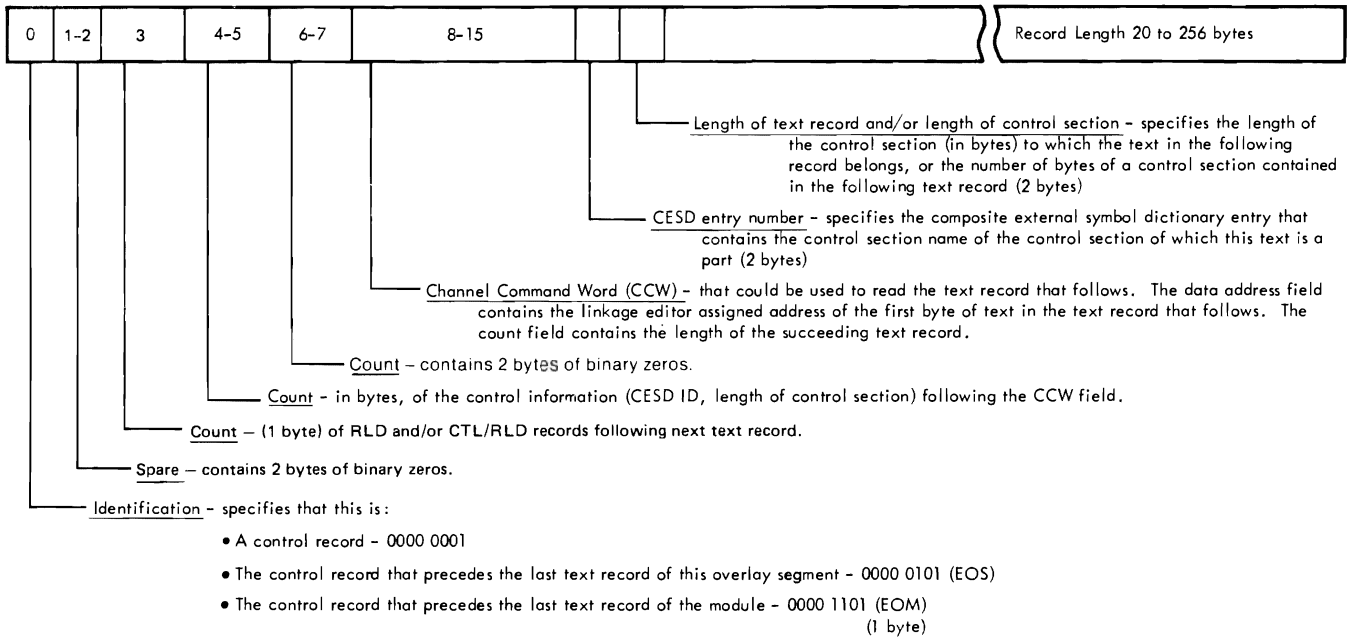 0 1-2 3 4-5 6-7 8-15 Record Length 20 to 256 bytes
Length of text record and/or length of control section - specifies the length of
the control section (in bytes) to which the text in the following
record belongs, or the number of bytes of a control section contained
in the following text record (2 bytes)
CESD entry number - specifies the composite external symbol dictionary entry that
contains the control section name of the control section of which this text is a
part (2 bytes)
Channel Command Word (CCW) - that could be used to read the text record that follows. The data address field
contains the linkage editor assigned address of the first byte of text in the text record that follows. The
count field contains the length of the succeeding text record.
Count - contains 2 bytes of binary zeros.
Count - in bytes, of the control information (CESD ID, length of control section) following the CCW field.
Count - (1 byte) of RLD and/or CTL/RLD records following next text record.
Spare - contains 2 bytes of binary zeros.
Identification - specifies that this is:
• A control record - 0000 0001
• The control record that precedes the last text record of this overlay segment - 0000 0101 (EOS)
• The control record that precedes the last text record of the module - 0000 1101 (EOM)
(1 byte)